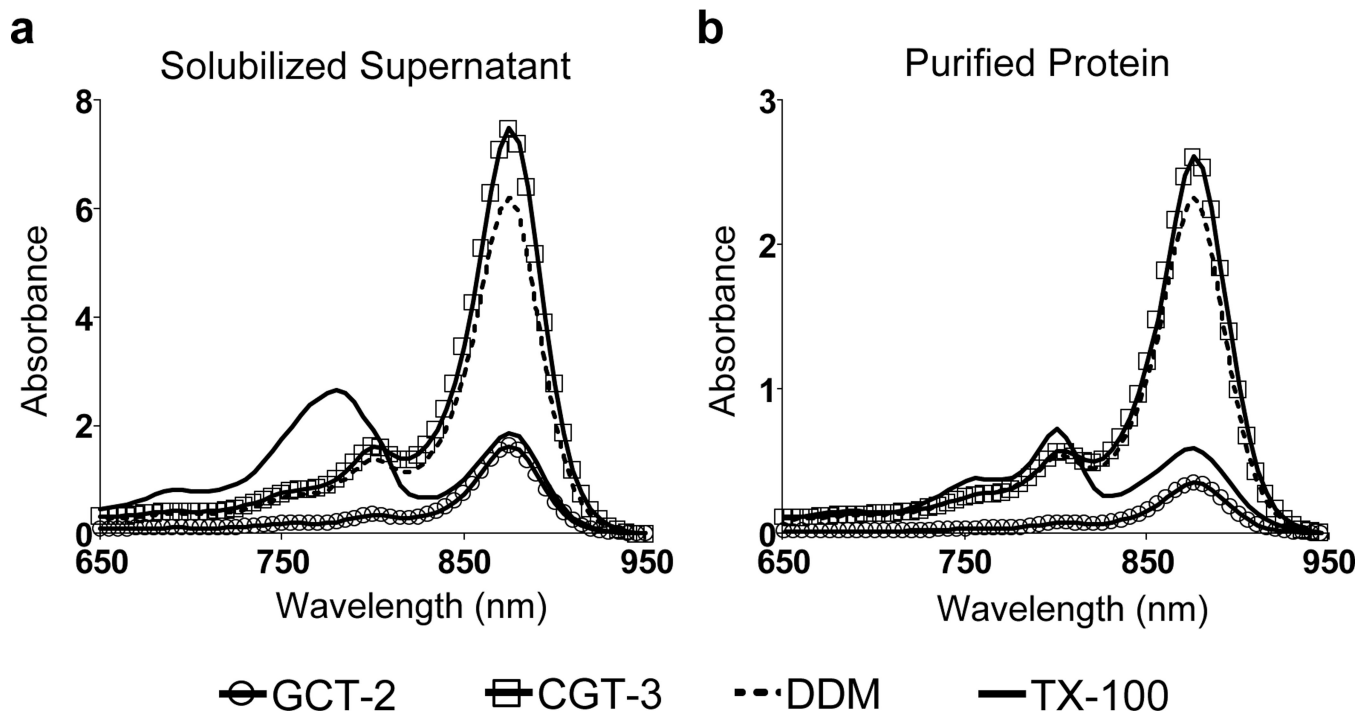 a
Solubilized Supernatant
8
6
4
2
0
Absorbance
650
750
850
950
Wavelength (nm)
b
Purified Protein
3
2
1
0
Absorbance
650
750
850
950
Wavelength (nm)
GCT-2
CGT-3
DDM
TX-100